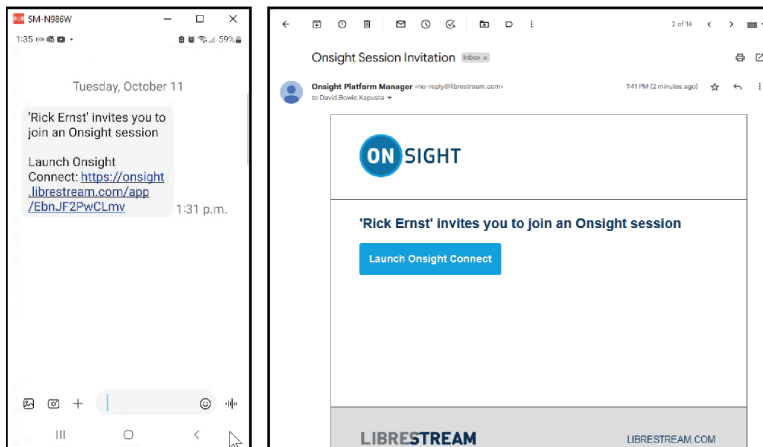 SM-N986W
1:35
59%
Tuesday, October 11
'Rick Ernst' invites you to
join an Onsight session
Launch Onsight
Connect: https://onsight
.librestream.com/app
/EbnJF2PwCLmv
1:31 p.m.
2 of 14
Onsight Session Invitation
Inbox x
Onsight Platform Manager <no-reply@librestream.com>
1:41 PM (2 minutes ago)
to David.Bowie.Kapusta
ON SIGHT
'Rick Ernst' invites you to join an Onsight session
Launch Onsight Connect
LIBRESTREAM
LIBRESTREAM.COM